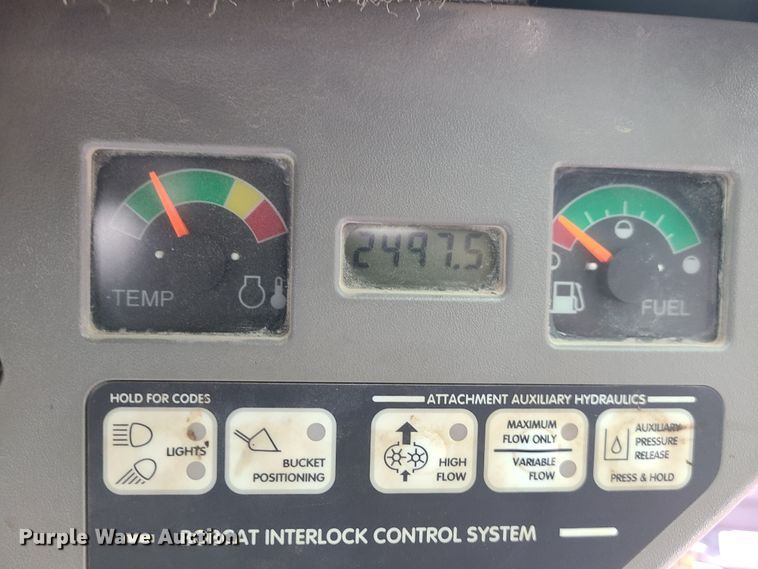 2497.5
TEMP
FUEL
HOLD FOR CODES
ATTACHMENT AUXILIARY HYDRAULICS
LIGHTS
BUCKET
POSITIONING
HIGH
FLOW
MAXIMUM
FLOW ONLY
VARIABLE
FLOW
AUXILIARY
PRESSURE
RELEASE
PRESS & HOLD
BOBCAT INTERLOCK CONTROL SYSTEM
Purple Wave Auction